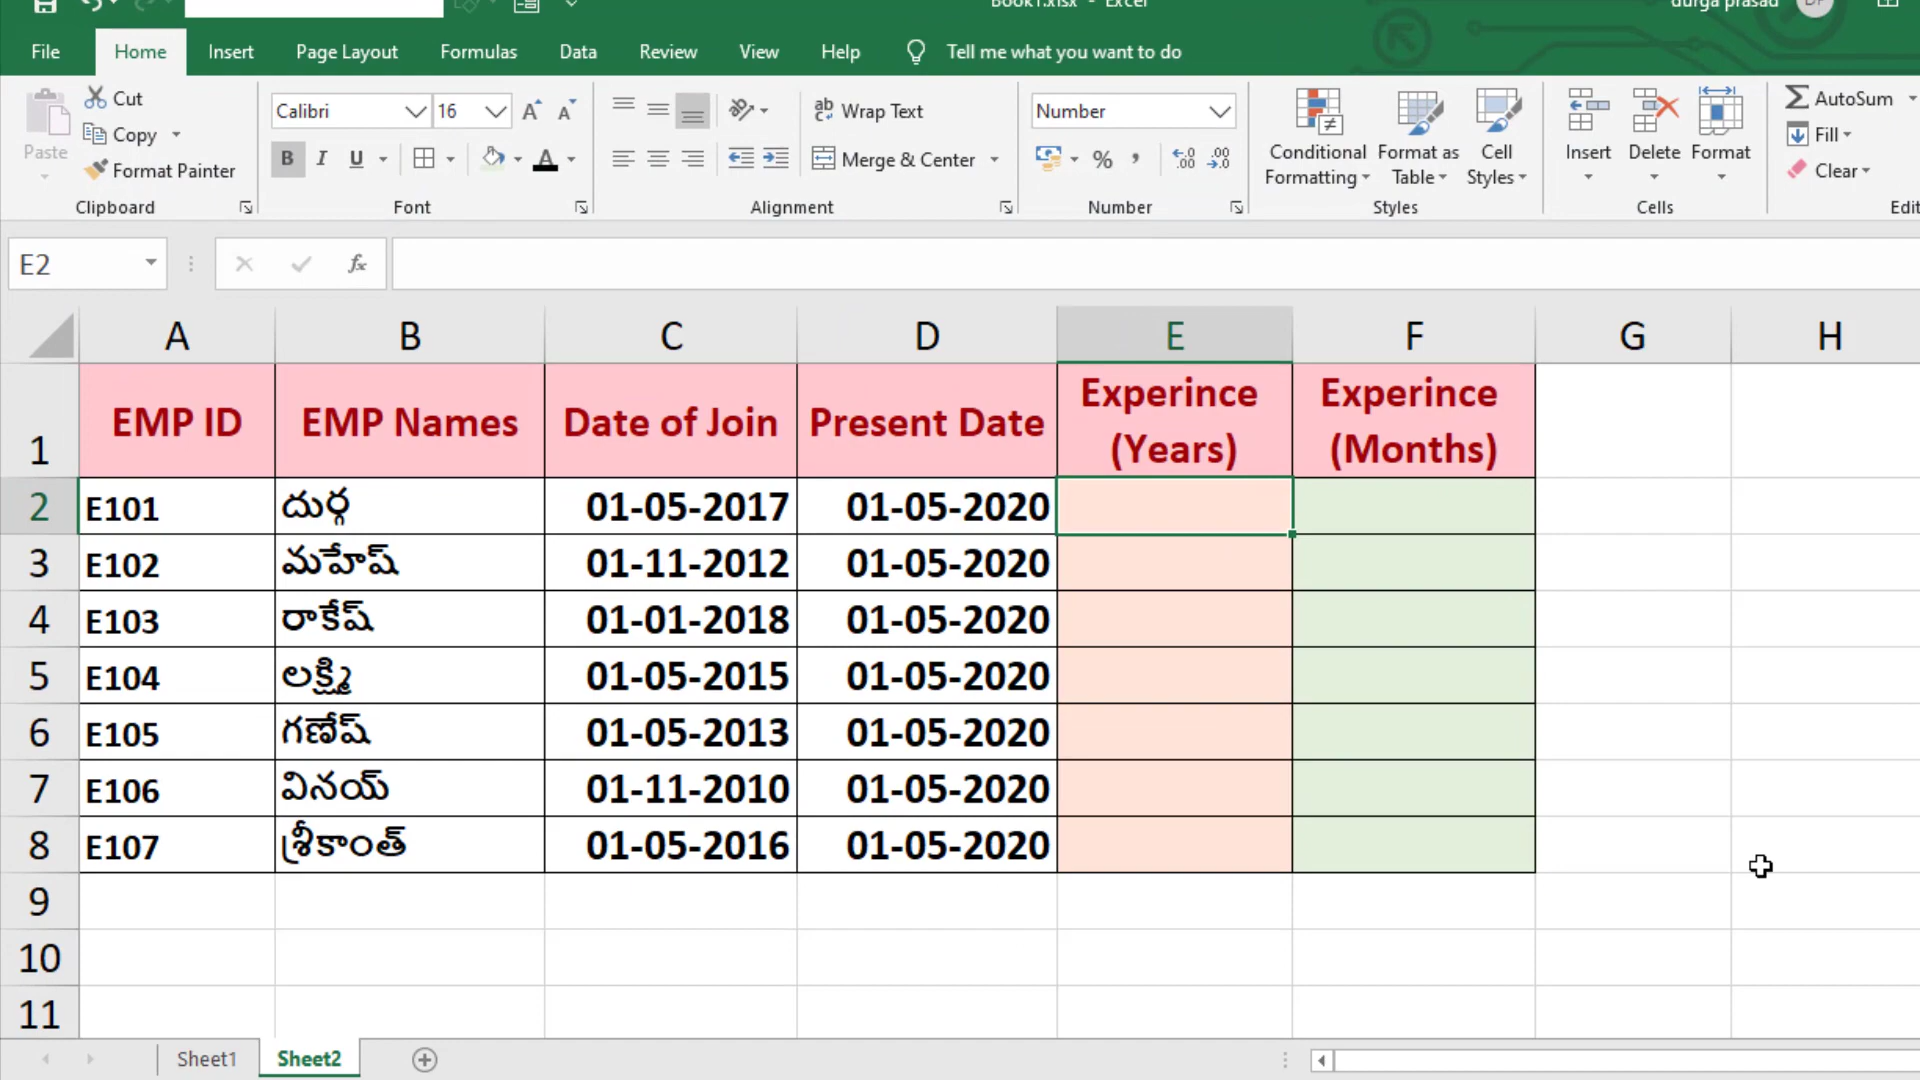 Book1.xlsx - Excel
durga prasad
File Home Insert Page Layout Formulas Data Review View Help Tell me what you want to do
Paste
Cut
Copy
Format Painter
Clipboard
Calibri 16
B I U
Font
Wrap Text
Merge & Center
Alignment
Number
Number
Conditional Formatting
Format as Table
Cell Styles
Styles
Insert Delete Format
Cells
AutoSum
Fill
Clear
Edit
E2
fx
A B C D E F G H
1 EMP ID EMP Names Date of Join Present Date Experince (Years) Experince (Months)
2 E101 దుర్గ 01-05-2017 01-05-2020
3 E102 మహేష్ 01-11-2012 01-05-2020
4 E103 రాకేష్ 01-01-2018 01-05-2020
5 E104 లక్ష్మి 01-05-2015 01-05-2020
6 E105 గణేష్ 01-05-2013 01-05-2020
7 E106 వినయ్ 01-11-2010 01-05-2020
8 E107 శ్రీకాంత్ 01-05-2016 01-05-2020
9
10
11
Sheet1 Sheet2